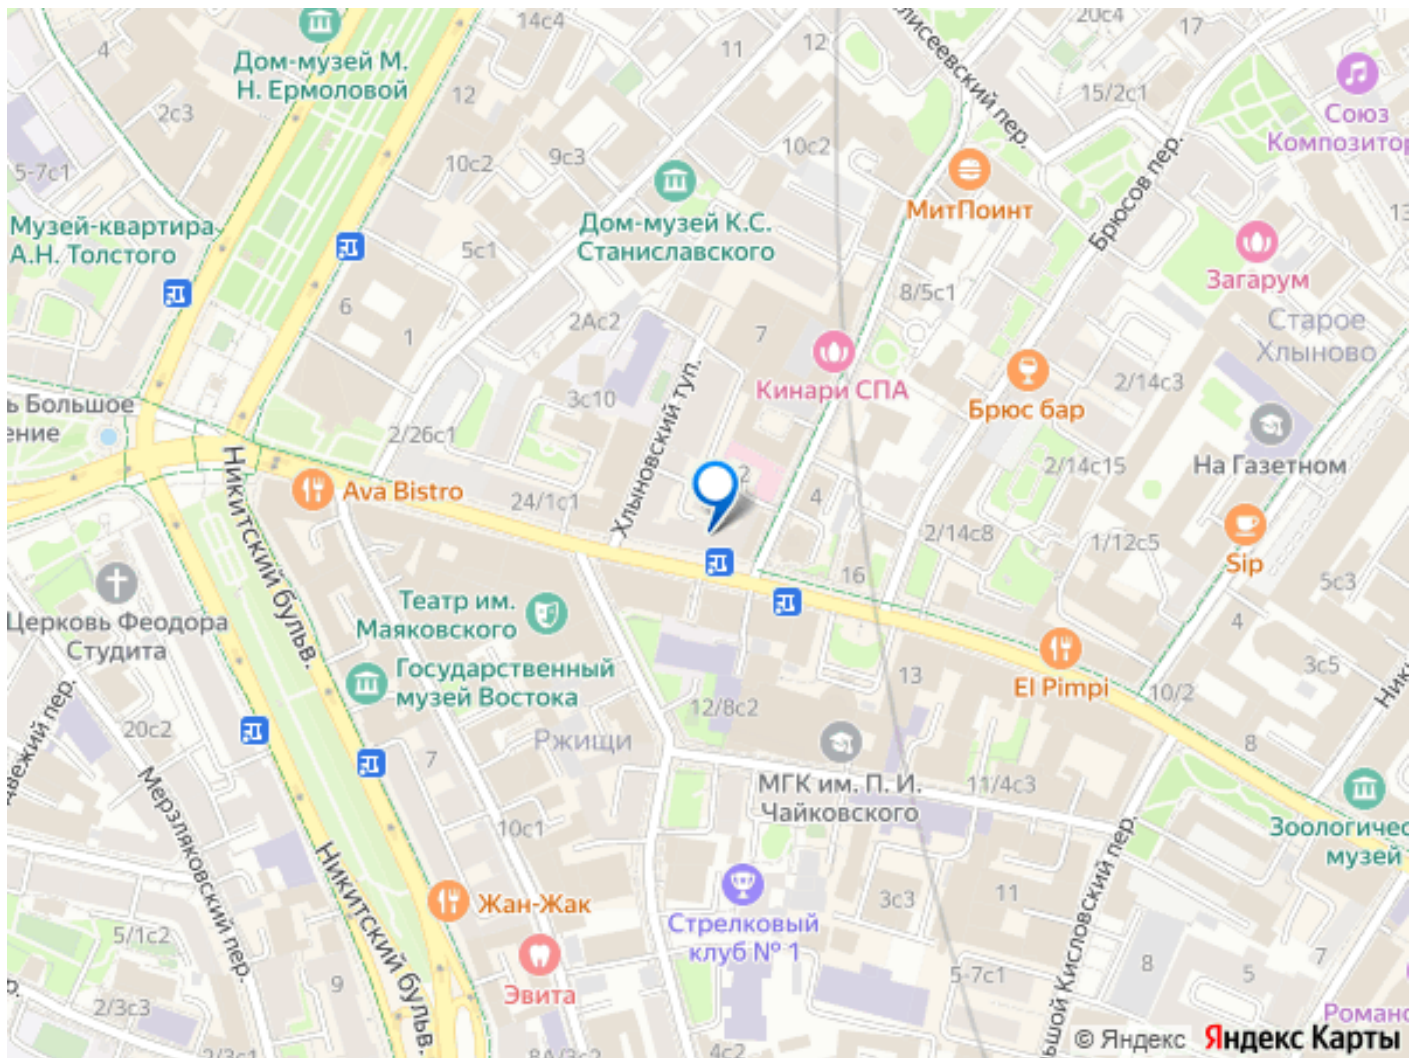 14с4
20с4
17
Дом-музей М.
Н. Ермоловой
4
11
12
Елисеевский пер.
15/2с1
Союз
Композитор
2с3
12
10с2
9с3
10с2
5-7с1
МитПоинт
Брюсов пер.
Музей-квартира
А.Н. Толстого
Дом-музей К.С.
Станиславского
13
5с1
Загарум
8/5с1
6
1
2Ас2
7
Старое
Хлыново
Кинари СПА
Брюс бар
2/14с3
3с10
ь Большое
ение
2/26с1
Хлыновский туп.
2/14с15
На Газетном
2
4
Ava Bistro
24/1с1
2/14с8
1/12с5
Sip
16
5с3
Никитский бульв.
Театр им.
Маяковского
Церковь Феодора
Студита
4
3с5
Государственный
музей Востока
13
El Pimpi
10/2
12/8с2
20с2
Ржищи
7
8
МГК им. П. И.
Чайковского
11/4с3
Мерзляковский пер.
10с1
Зоологичес
музей
Никитский бульв.
Жан-Жак
Стрелковый
клуб № 1
3с3
11
5/1с2
7
9
Эвита
5-7с1
8
5
2/3с3
Романо
2/3с1
8А/3с2
4с2
© Яндекс Яндекс Карты